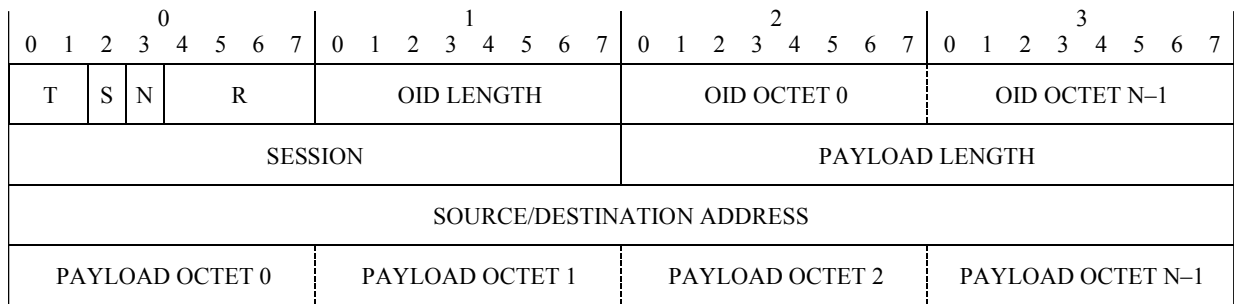 0 1 2 3
0 1 2 3 4 5 6 7 0 1 2 3 4 5 6 7 0 1 2 3 4 5 6 7 0 1 2 3 4 5 6 7
T S N R OID LENGTH OID OCTET 0 OID OCTET N–1
SESSION PAYLOAD LENGTH
SOURCE/DESTINATION ADDRESS
PAYLOAD OCTET 0 PAYLOAD OCTET 1 PAYLOAD OCTET 2 PAYLOAD OCTET N–1